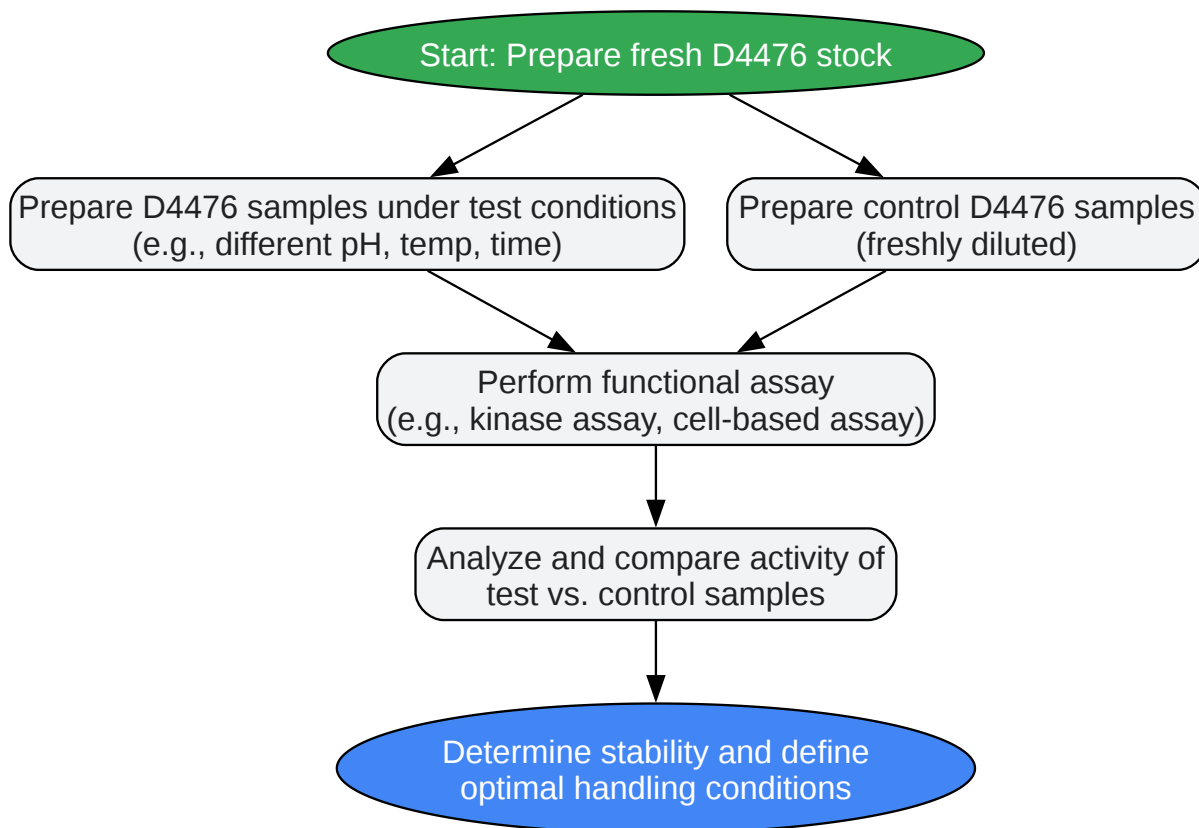 Start: Prepare fresh D4476 stock
Prepare D4476 samples under test conditions
(e.g., different pH, temp, time)
Prepare control D4476 samples
(freshly diluted)
Perform functional assay
(e.g., kinase assay, cell-based assay)
Analyze and compare activity of
test vs. control samples
Determine stability and define
optimal handling conditions